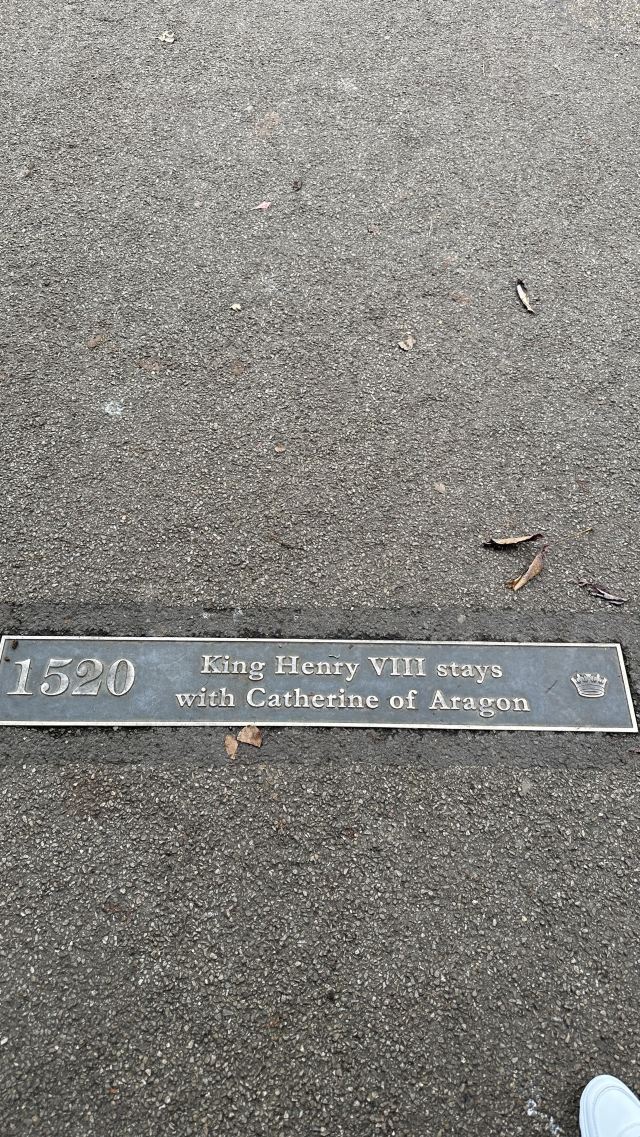 1520
King Henry VIII stays
with Catherine of Aragon